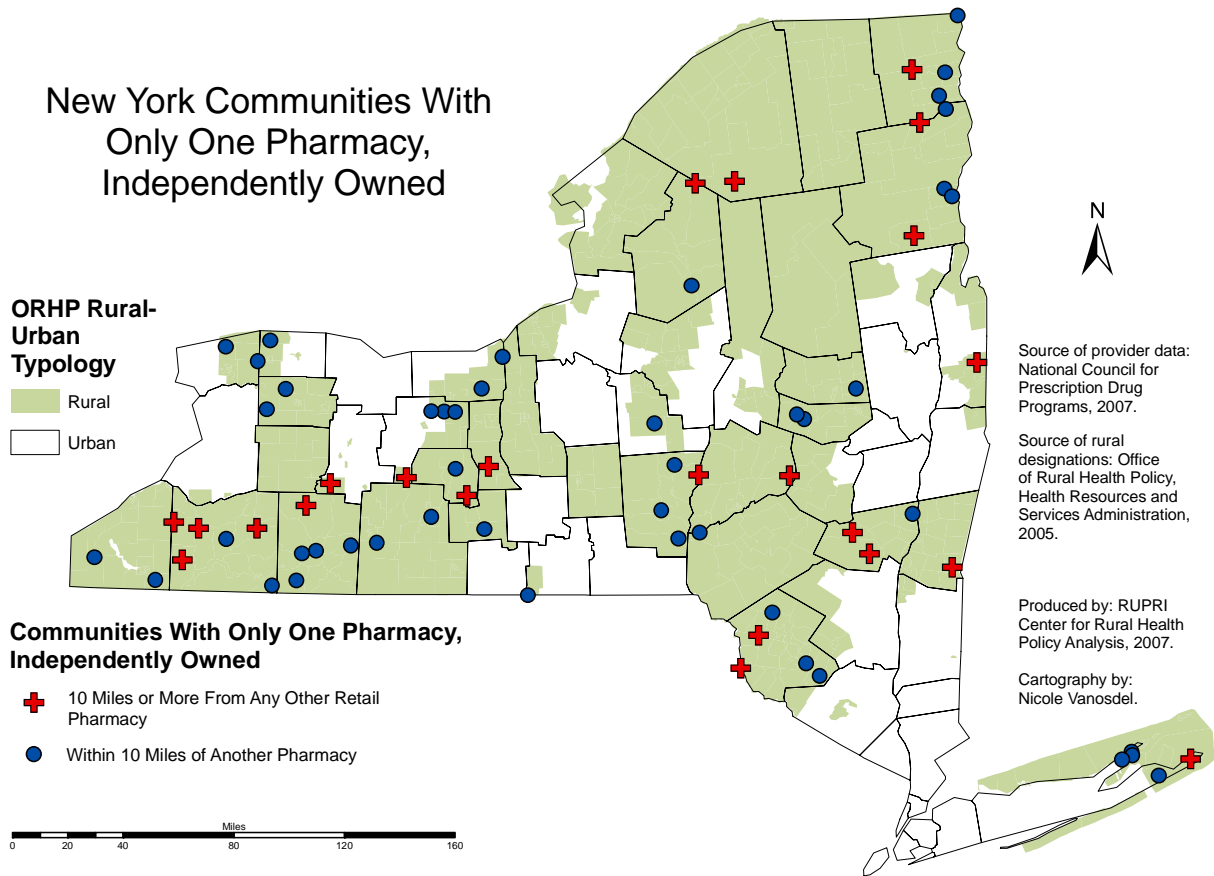 New York Communities With
Only One Pharmacy,
Independently Owned
N
ORHP Rural-
Urban
Typology
Rural
Urban
Source of provider data:
National Council for
Prescription Drug
Programs, 2007.
Source of rural
designations: Office
of Rural Health Policy,
Health Resources and
Services Administration,
2005.
Produced by: RUPRI
Center for Rural Health
Policy Analysis, 2007.
Cartography by:
Nicole Vanosdel.
Communities With Only One Pharmacy,
Independently Owned
10 Miles or More From Any Other Retail
Pharmacy
Within 10 Miles of Another Pharmacy
Miles
0 20 40 80 120 160